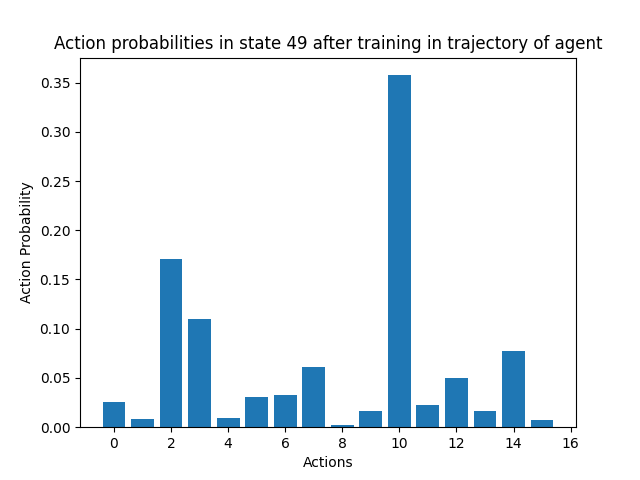 Action probabilities in state 49 after training in trajectory of agent
0.35
0.30
0.25
0.20
0.15
0.10
0.05
0.00
Action Probability
0 2 4 6 8 10 12 14 16
Actions